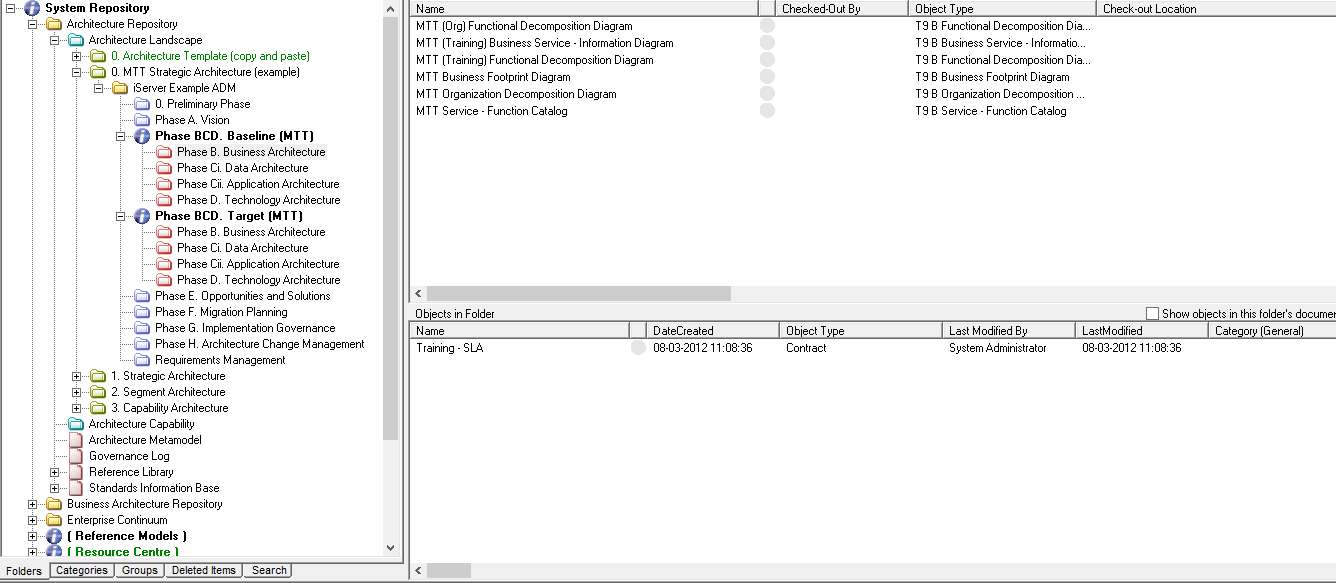 System Repository
Architecture Repository
Architecture Landscape
0. Architecture Template (copy and paste)
0. MTT Strategic Architecture (example)
iServer Example ADM
0. Preliminary Phase
Phase A. Vision
Phase BCD. Baseline (MTT)
Phase B. Business Architecture
Phase Ci. Data Architecture
Phase Cii. Application Architecture
Phase D. Technology Architecture
Phase BCD. Target (MTT)
Phase B. Business Architecture
Phase Ci. Data Architecture
Phase Cii. Application Architecture
Phase D. Technology Architecture
Phase E. Opportunities and Solutions
Phase F. Migration Planning
Phase G. Implementation Governance
Phase H. Architecture Change Management
Requirements Management
1. Strategic Architecture
2. Segment Architecture
3. Capability Architecture
Architecture Capability
Architecture Metamodel
Governance Log
Reference Library
Standards Information Base
Business Architecture Repository
Enterprise Continuum
( Reference Models )
( Resource Centre )
Folders Categories Groups Deleted Items Search
Name Checked-Out By Object Type Check-out Location
MTT (Org) Functional Decomposition Diagram T9 B Functional Decomposition Dia...
MTT (Training) Business Service - Information Diagram T9 B Business Service - Informatio...
MTT (Training) Functional Decomposition Diagram T9 B Functional Decomposition Dia...
MTT Business Footprint Diagram T9 B Business Footprint Diagram
MTT Organization Decomposition Diagram T9 B Organization Decomposition ...
MTT Service - Function Catalog T9 B Service - Function Catalog
Objects in Folder Show objects in this folder's documen
Name DateCreated Object Type Last Modified By LastModified Category (General)
Training - SLA 08-03-2012 11:08:36 Contract System Administrator 08-03-2012 11:08:36